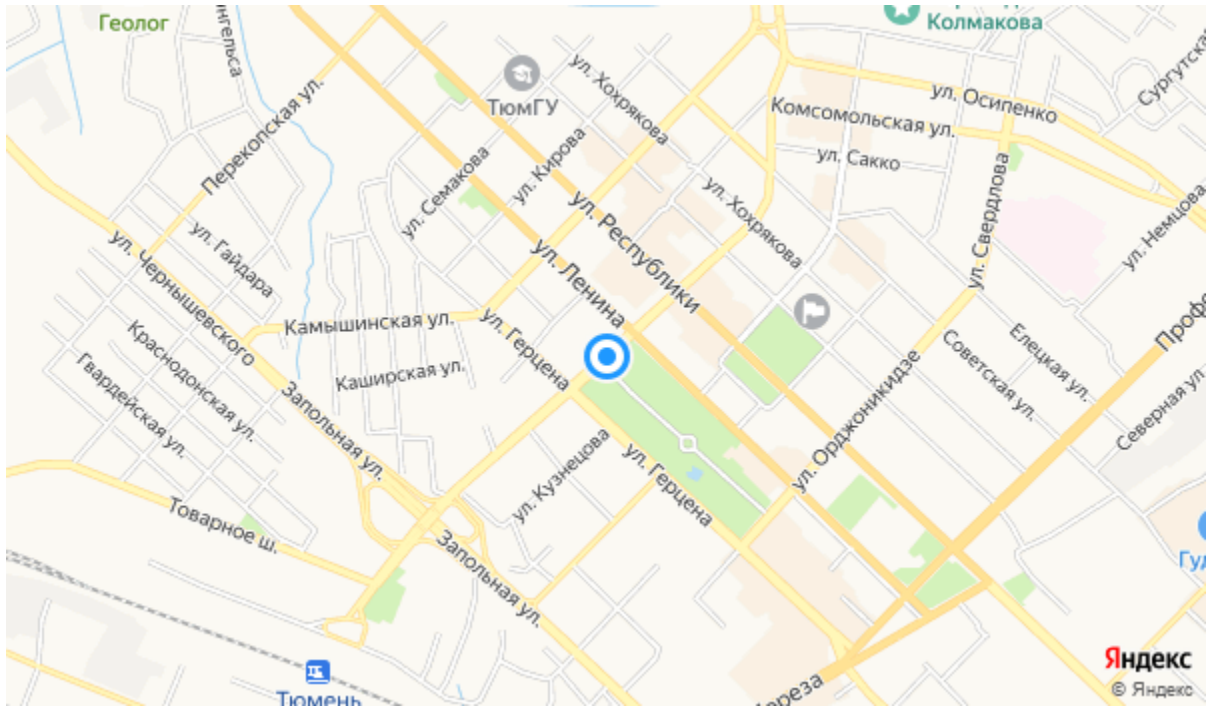 Геолог
Колмакова
ТюмГУ
ул. Хохрякова
ул. Осипенко
Сургутская
Комсомольская ул.
ул. Сакко
Перекопская ул.
ул. Семакова
ул. Кирова
ул. Республики
ул. Хохрякова
ул. Свердлова
ул. Немцова
ул. Гайдара
ул. Чернышевского
ул. Ленина
Камышинская ул.
ул. Герцена
Каширская ул.
Краснодонская ул.
Гвардейская ул.
Запольная ул.
Советская ул.
Елецкая ул.
Северная ул.
ул. Орджоникидзе
ул. Кузнецова
ул. Герцена
Товарное ш.
Запольная ул.
Тюмень
Яндекс
© Яндекс